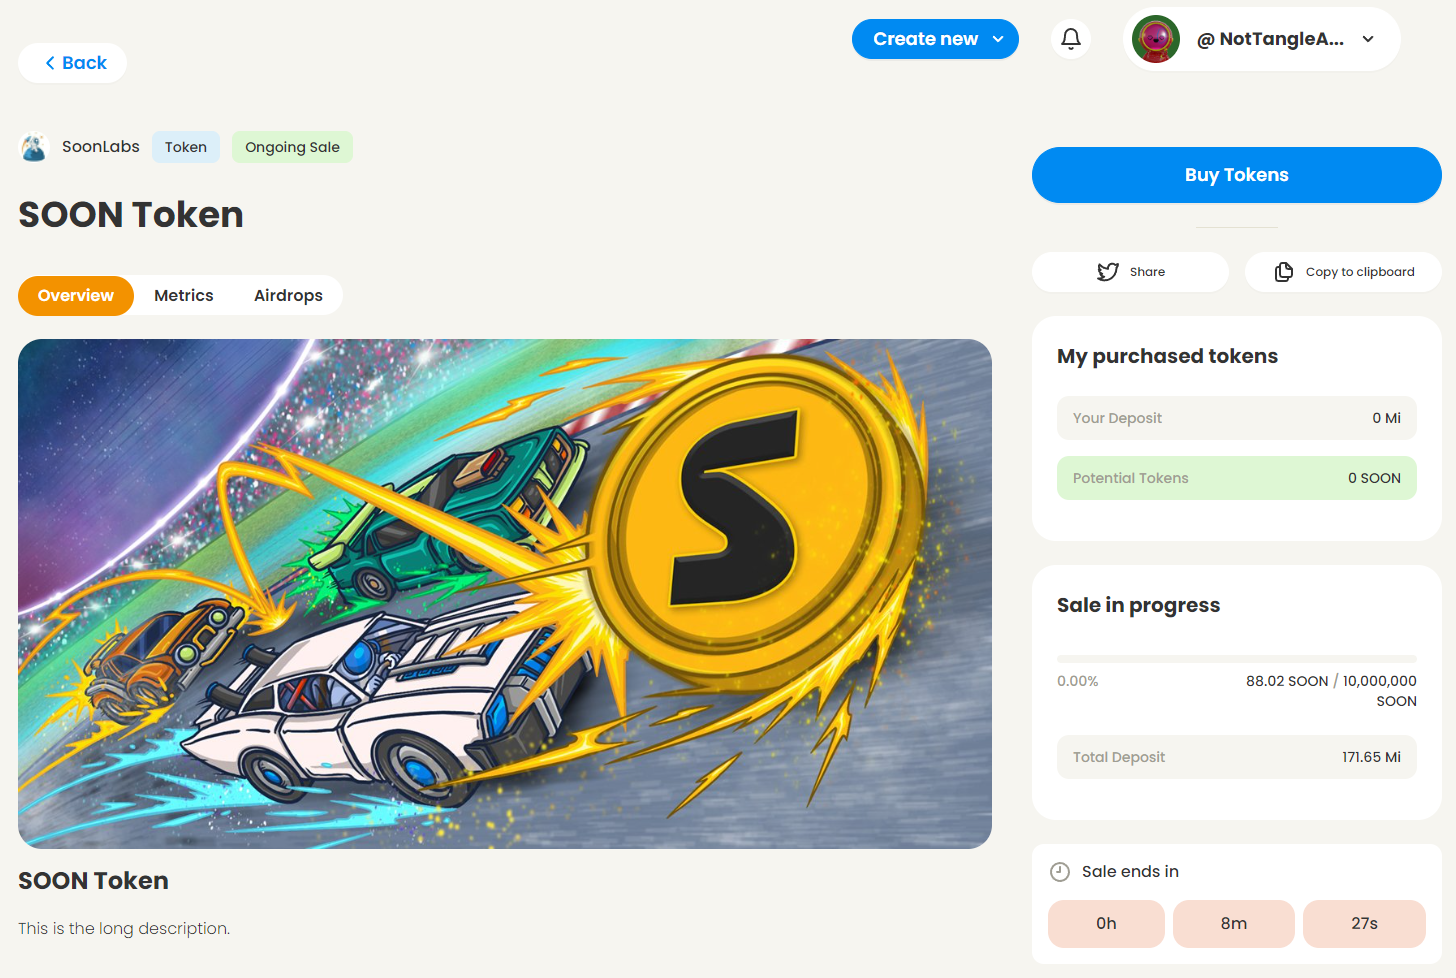 Back
Create new
@ NotTangleA...
SoonLabs
Token
Ongoing Sale
SOON Token
Overview
Metrics
Airdrops
S
SOON Token
This is the long description.
Buy Tokens
Share
Copy to clipboard
My purchased tokens
Your Deposit
0 Mi
Potential Tokens
0 SOON
Sale in progress
0.00%
88.02 SOON / 10,000,000
SOON
Total Deposit
171.65 Mi
Sale ends in
0h
8m
27s